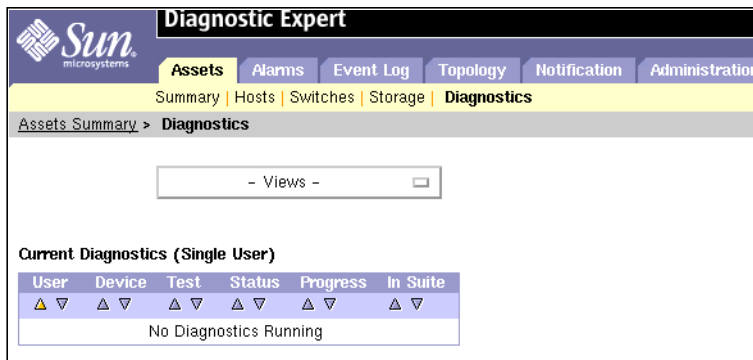 Diagnostic Expert
Sun
microsystems
Assets Alarms Event Log Topology Notification Administratio
Summary | Hosts | Switches | Storage | Diagnostics
Assets Summary > Diagnostics
- Views -
Current Diagnostics (Single User)
User Device Test Status Progress In Suite
No Diagnostics Running